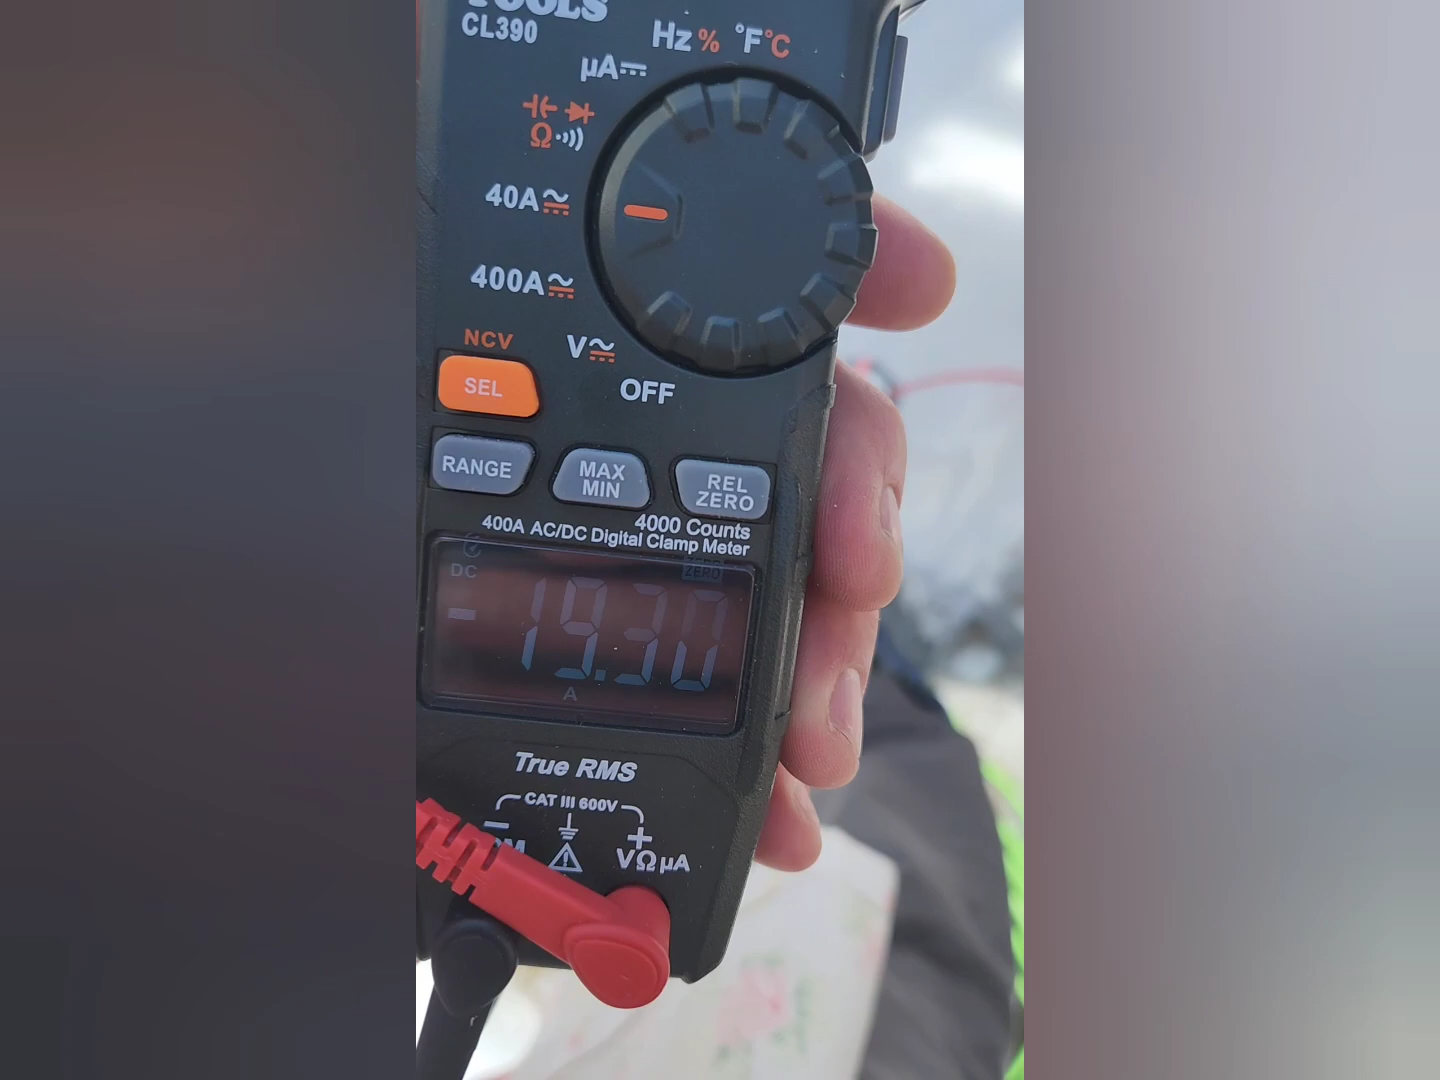 TOOLS
CL390
Hz % °F°C
µA
Ω
40A
400A
NCV
V
SEL
OFF
RANGE
MAX
MIN
REL
ZERO
4000 Counts
400A AC/DC Digital Clamp Meter
DC
ZERO
-19.30
A
True RMS
CAT III 600V
VΩµA